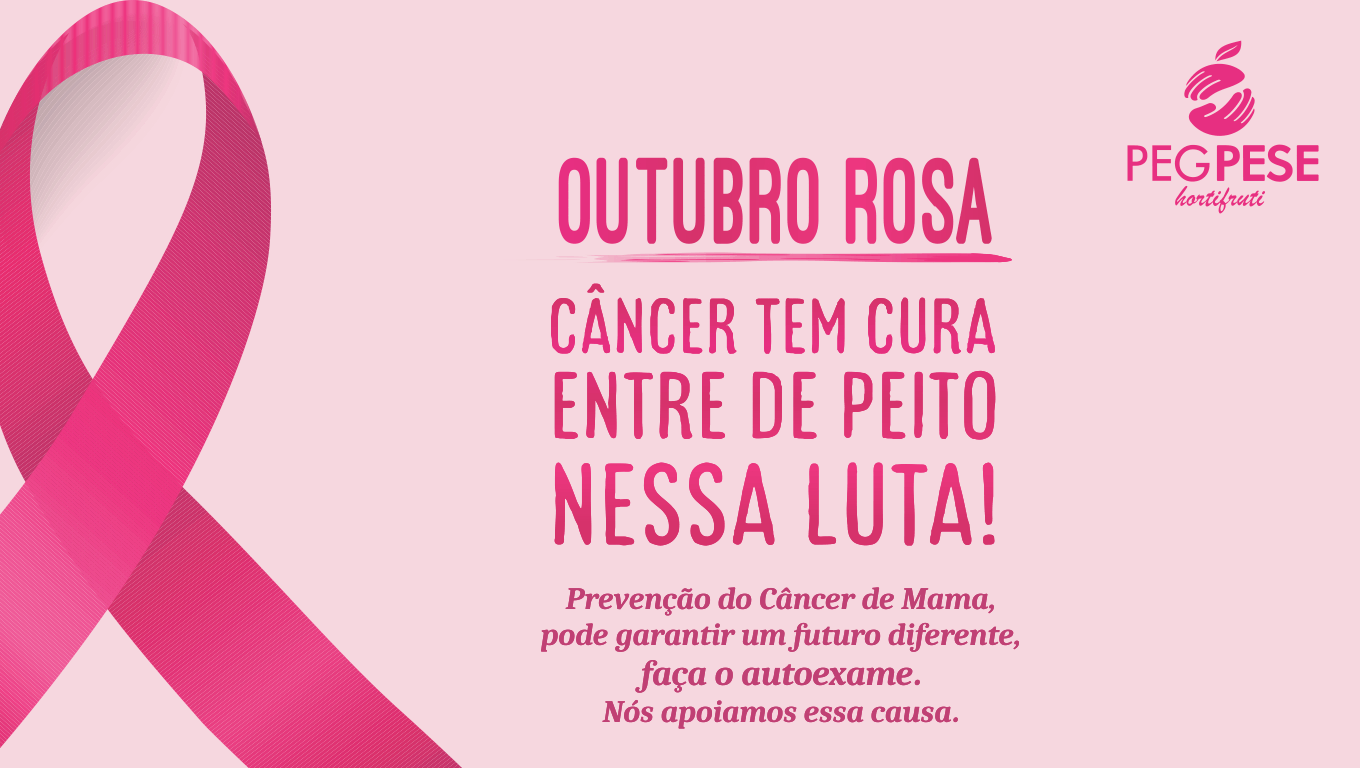 PEGPESE
hortifruti
OUTUBRO ROSA
CÂNCER TEM CURA
ENTRE DE PEITO
NESSA LUTA!
Prevenção do Câncer de Mama,
pode garantir um futuro diferente,
faça o autoexame.
Nós apoiamos essa causa.